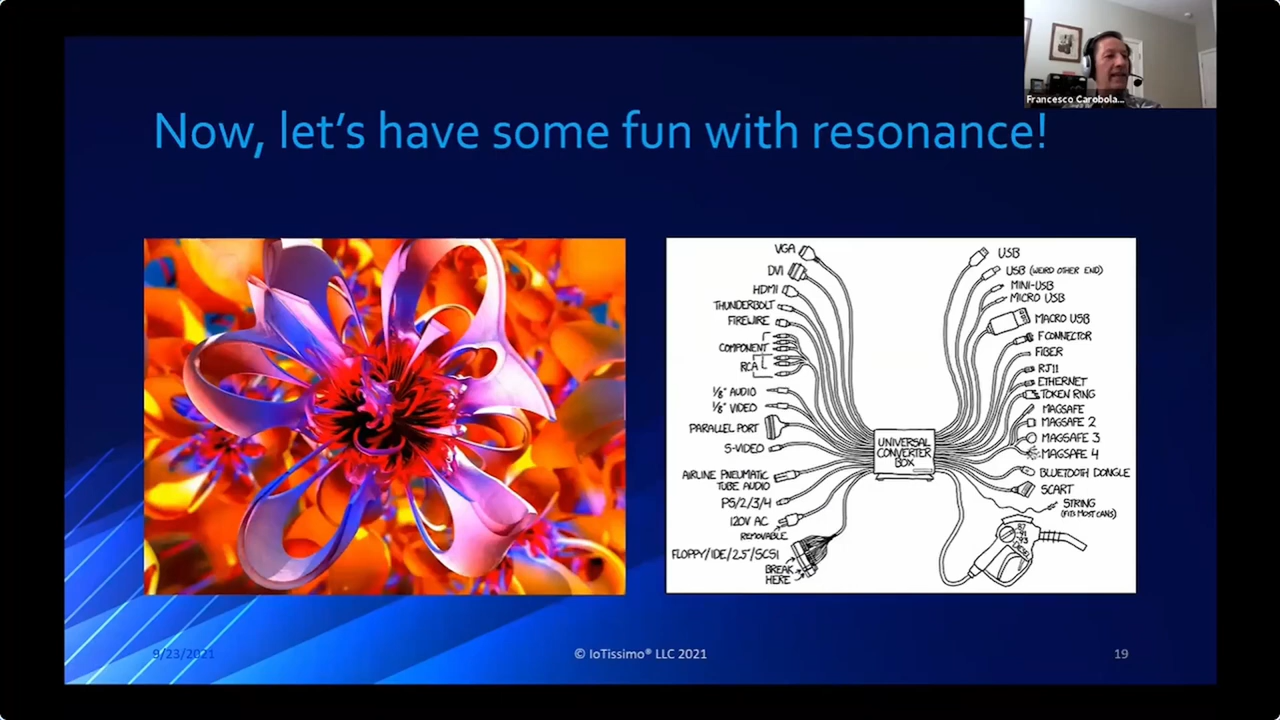 Francesco Carobola...
Now, let's have some fun with resonance!
VGA
DVI
HDMI
THUNDERBOLT
FIREWIRE
COMPONENT
RCA
1/8" AUDIO
1/8" VIDEO
PARALLEL PORT
S-VIDEO
AIRLINE PNEUMATIC
TUBE AUDIO
PS/2/3/4
120V AC
REMOVABLE
FLOPPY/IDE/2.5"/SCSI
BREAK
HERE
UNIVERSAL
CONVERTER
BOX
USB
USB (WEIRD OTHER END)
MINI-USB
MICRO USB
MACRO USB
F CONNECTOR
FIBER
RJ11
ETHERNET
TOKEN RING
MAGSAFE
MAGSAFE 2
MAGSAFE 3
MAGSAFE 4
BLUETOOTH DONGLE
SCART
STRING
(FITS MOST CANS)
87
91
93
9/23/2021
© IoTissimo® LLC 2021
19